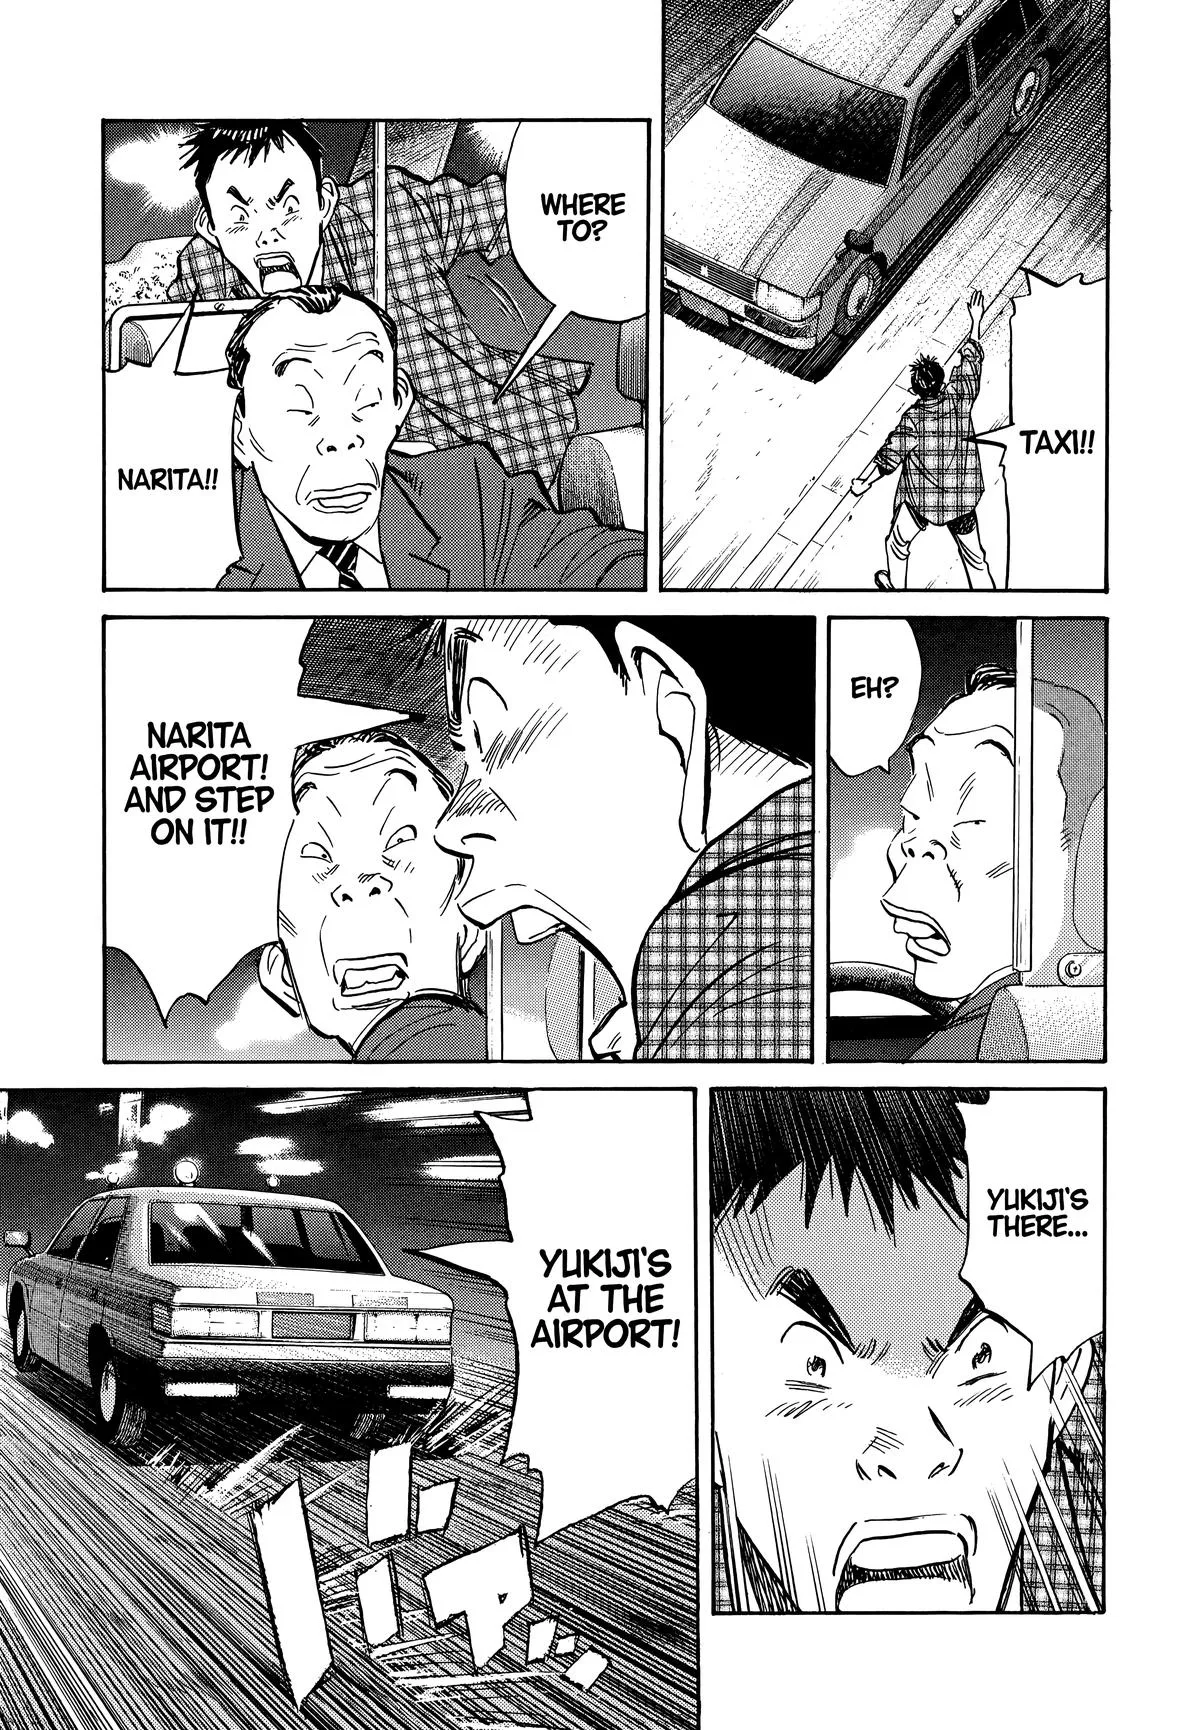 TAXI!!
WHERE
TO?
NARITA!!
EH?
NARITA
AIRPORT!
AND STEP
ON IT!!
YUKIJI'S
THERE...
YUKIJI'S
AT THE
AIRPORT!